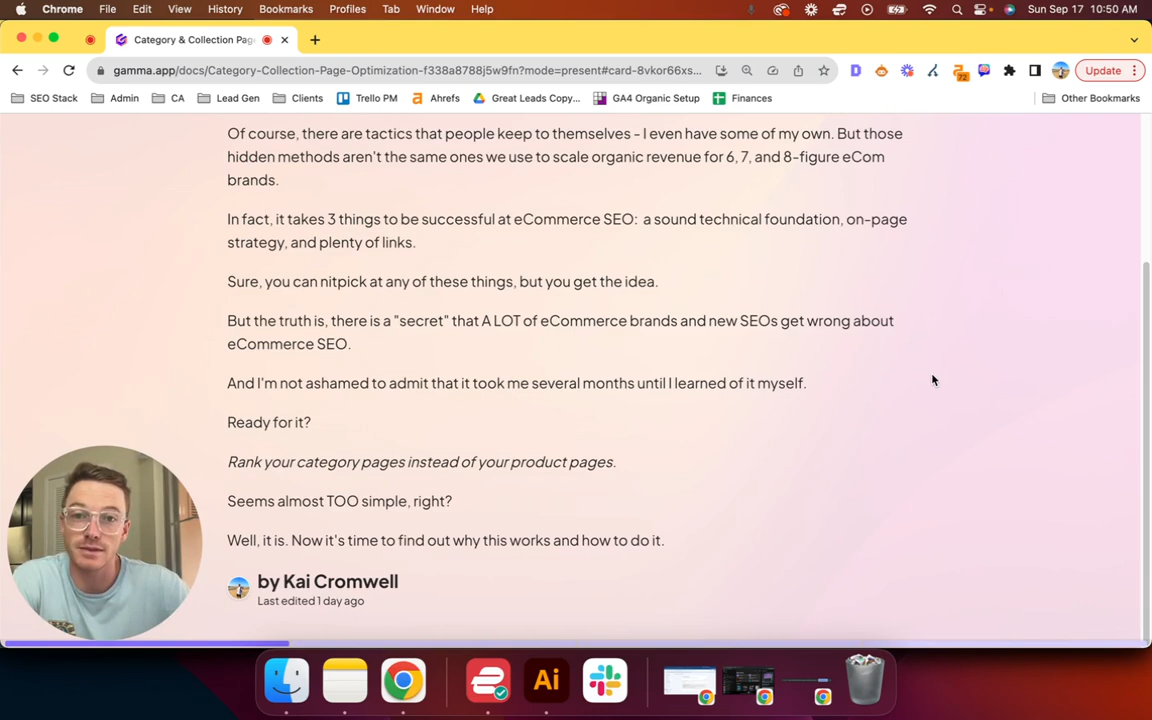 Chrome File Edit View History Bookmarks Profiles Tab Window Help Sun Sep 17 10:50 AM
Category & Collection Pag
gamma.app/docs/Category-Collection-Page-Optimization-f338a8788j5w9fn?mode=present#card-8vkor66xs... 72 Update
SEO Stack Admin CA Lead Gen Clients Trello PM Ahrefs Great Leads Copy... GA4 Organic Setup Finances Other Bookmarks
Of course, there are tactics that people keep to themselves - I even have some of my own. But those
hidden methods aren't the same ones we use to scale organic revenue for 6, 7, and 8-figure eCom
brands.
In fact, it takes 3 things to be successful at eCommerce SEO: a sound technical foundation, on-page
strategy, and plenty of links.
Sure, you can nitpick at any of these things, but you get the idea.
But the truth is, there is a "secret" that A LOT of eCommerce brands and new SEOs get wrong about
eCommerce SEO.
And I'm not ashamed to admit that it took me several months until I learned of it myself.
Ready for it?
Rank your category pages instead of your product pages.
Seems almost TOO simple, right?
Well, it is. Now it's time to find out why this works and how to do it.
by Kai Cromwell
Last edited 1 day ago
Ai